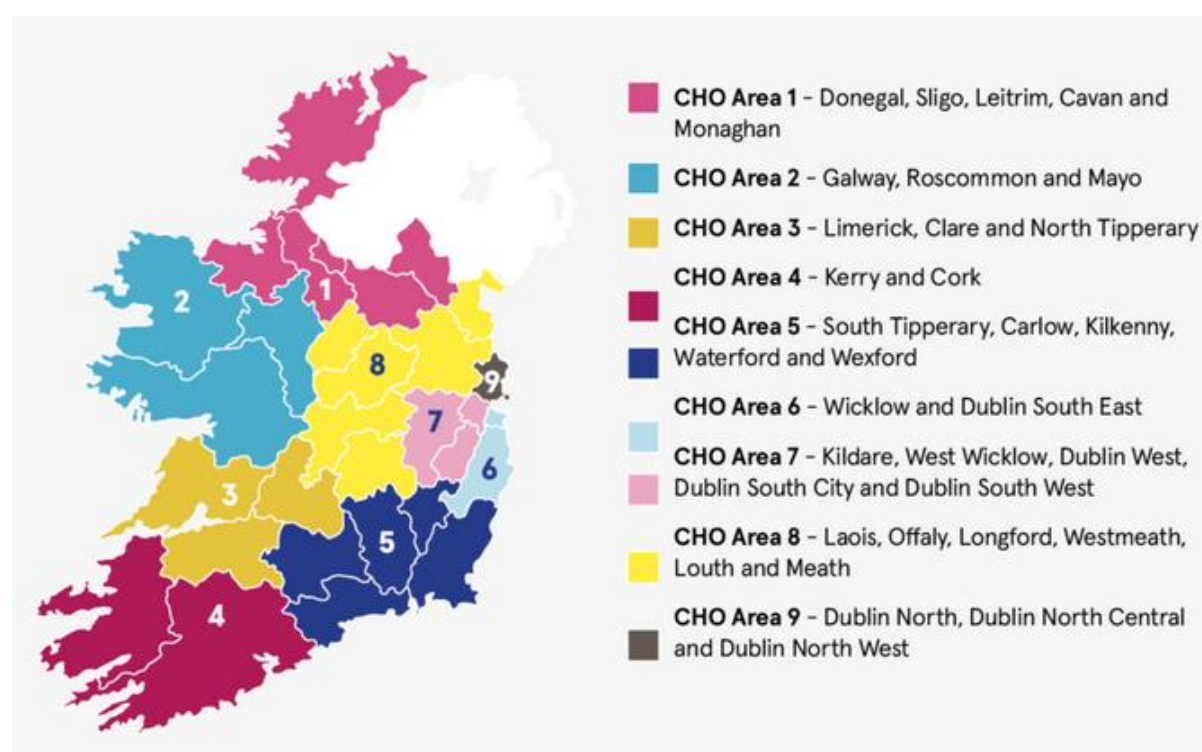 CHO Area 1 - Donegal, Sligo, Leitrim, Cavan and
Monaghan
CHO Area 2 - Galway, Roscommon and Mayo
CHO Area 3 - Limerick, Clare and North Tipperary
CHO Area 4 - Kerry and Cork
CHO Area 5 - South Tipperary, Carlow, Kilkenny,
Waterford and Wexford
CHO Area 6 - Wicklow and Dublin South East
CHO Area 7 - Kildare, West Wicklow, Dublin West,
Dublin South City and Dublin South West
CHO Area 8 - Laois, Offaly, Longford, Westmeath,
Louth and Meath
CHO Area 9 - Dublin North, Dublin North Central
and Dublin North West
1
2
3
4
5
6
7
8
9